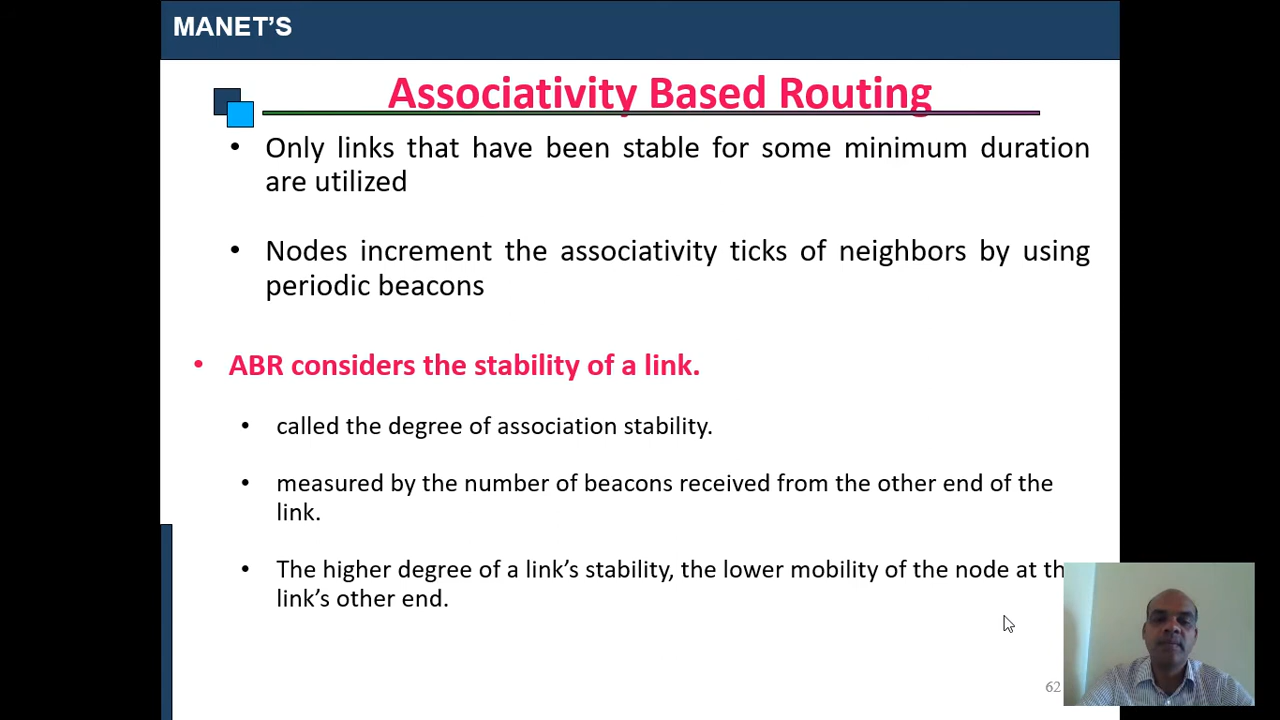 MANET'S
Associativity Based Routing
• Only links that have been stable for some minimum duration
are utilized
• Nodes increment the associativity ticks of neighbors by using
periodic beacons
• ABR considers the stability of a link.
• called the degree of association stability.
• measured by the number of beacons received from the other end of the
link.
• The higher degree of a link's stability, the lower mobility of the node at th
link's other end.
62